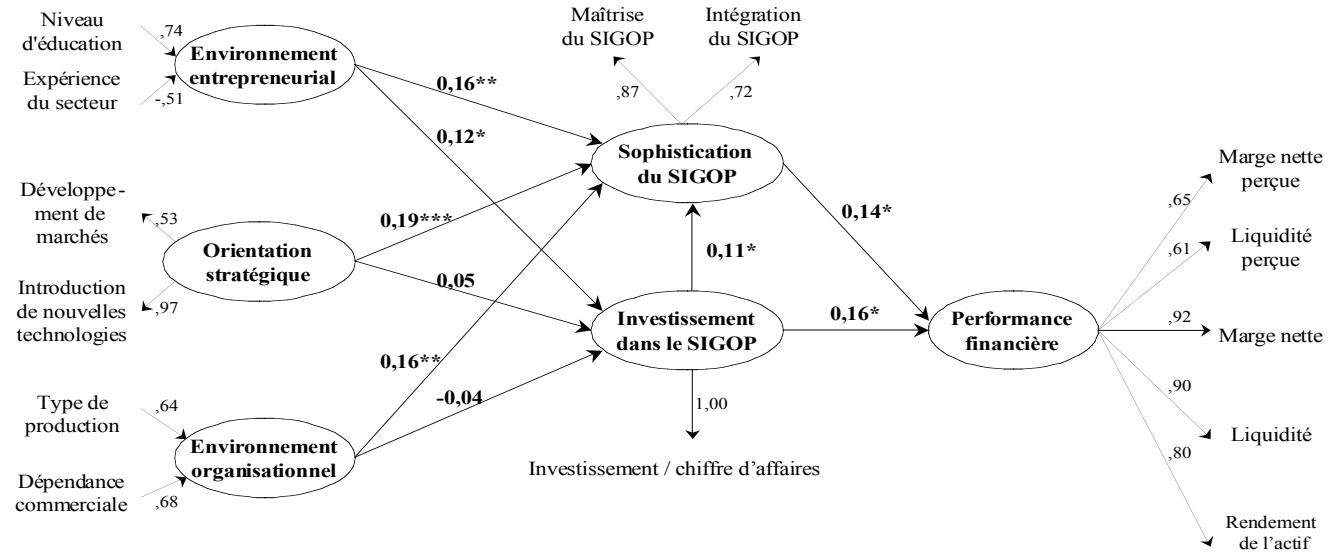 Niveau
d'éducation
,74
Expérience
du secteur
-,51
Environnement
entrepreneurial
Maîtrise
du SIGOP
Intégration
du SIGOP
,87
,72
0,16**
0,12*
Sophistication
du SIGOP
Développe-
ment de
marchés
,53
Introduction
de nouvelles
technologies
,97
Orientation
stratégique
0,19***
0,05
0,11*
0,14*
Investissement
dans le SIGOP
0,16*
Performance
financière
Marge nette
perçue
,65
Liquidité
perçue
,61
Marge nette
,92
,90
Liquidité
,80
Rendement
de l'actif
Type de
production
,64
Dépendance
commerciale
,68
Environnement
organisationnel
0,16**
-0,04
1,00
Investissement / chiffre d’affaires